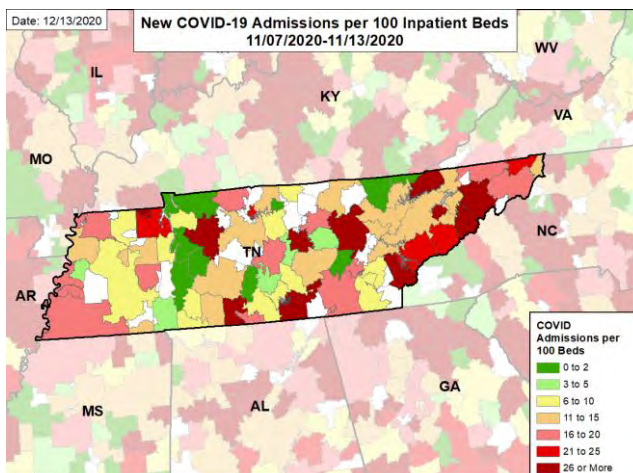 Date: 12/13/2020
New COVID-19 Admissions per 100 Inpatient Beds
11/07/2020-11/13/2020
IL
WV
KY
VA
MO
TN
NC
AR
MS
AL
GA
COVID
Admissions per
100 Beds
0 to 2
3 to 5
6 to 10
11 to 15
16 to 20
21 to 25
26 or More